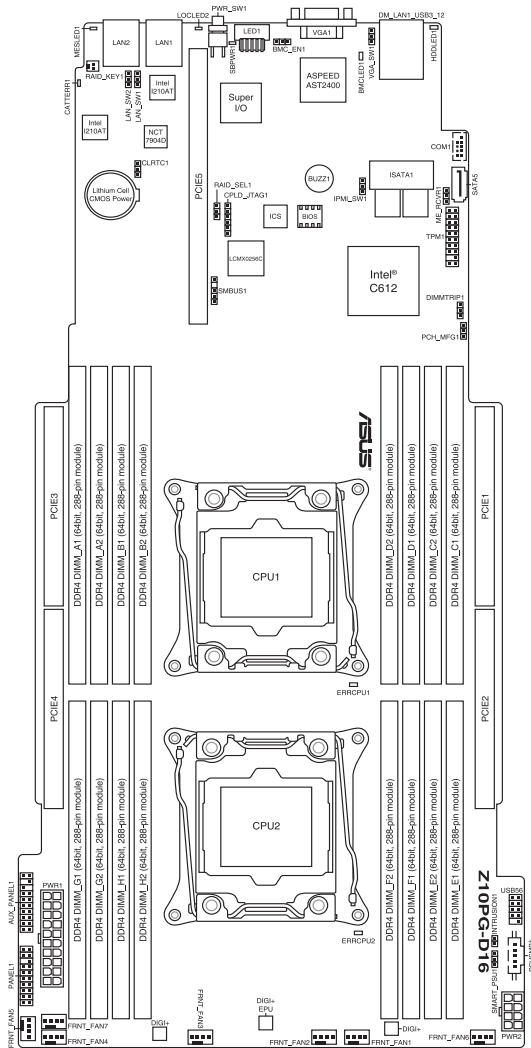 PWR_SW1
LOCLED2
MESLED1
LAN2
LAN1
LED1
VGA1
DM_LAN1_USB3_12
HDDLED1
RAID_KEY1
CATTERR1
LAN_SW2
LAN_SW1
Intel
I210AT
SBPWR1
BMC_EN1
BMCLED1
VGA_SW1
Super
I/O
ASPEED
AST2400
Intel
I210AT
NCT
7904D
COM1
CLRTC1
Lithium Cell
CMOS Power
PCIE5
RAID_SEL1
CPLD_JTAG1
BUZZ1
IPMI_SW1
ISATA1
SATA5
ME_RCVR1
ICS
BIOS
TPM1
LCMX0256C
Intel®
C612
SMBUS1
DIMMTRIP1
PCH_MFG1
ASUS
PCIE3
DDR4 DIMM_A1 (64bit, 288-pin module)
DDR4 DIMM_A2 (64bit, 288-pin module)
DDR4 DIMM_B1 (64bit, 288-pin module)
DDR4 DIMM_B2 (64bit, 288-pin module)
CPU1
DDR4 DIMM_D2 (64bit, 288-pin module)
DDR4 DIMM_D1 (64bit, 288-pin module)
DDR4 DIMM_C2 (64bit, 288-pin module)
DDR4 DIMM_C1 (64bit, 288-pin module)
PCIE1
ERRCPU1
PCIE4
DDR4 DIMM_G1 (64bit, 288-pin module)
DDR4 DIMM_G2 (64bit, 288-pin module)
DDR4 DIMM_H1 (64bit, 288-pin module)
DDR4 DIMM_H2 (64bit, 288-pin module)
CPU2
DDR4 DIMM_F2 (64bit, 288-pin module)
DDR4 DIMM_F1 (64bit, 288-pin module)
DDR4 DIMM_E2 (64bit, 288-pin module)
DDR4 DIMM_E1 (64bit, 288-pin module)
PCIE2
ERRCPU2
AUX_PANEL1
PWR1
PANEL1
Z10PG-D16
INTRUSION1
USB56
SMART_PSU1
PWR2
FRNT_FAN5
FRNT_FAN7
FRNT_FAN4
DIGI+
FRNT_FAN3
DIGI+
EPU
FRNT_FAN2
FRNT_FAN1
DIGI+
FRNT_FAN6